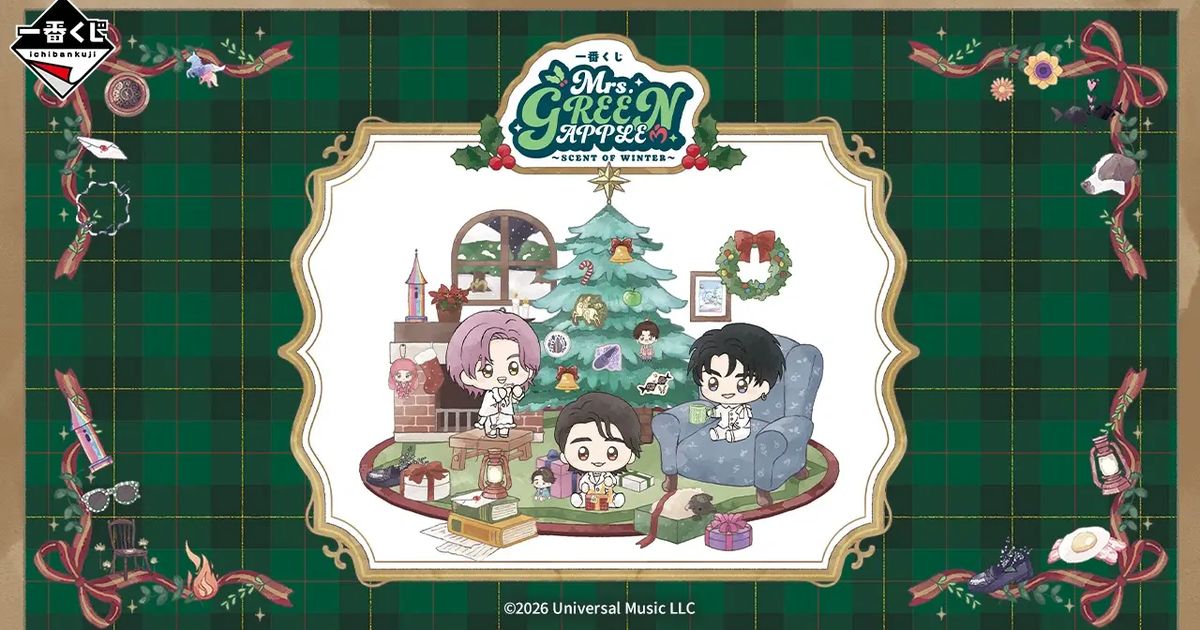 一番くじ
ichibankuji
一番くじ
Mrs.
GREEN
APPLE
~SCENT OF WINTER~
©2026 Universal Music LLC